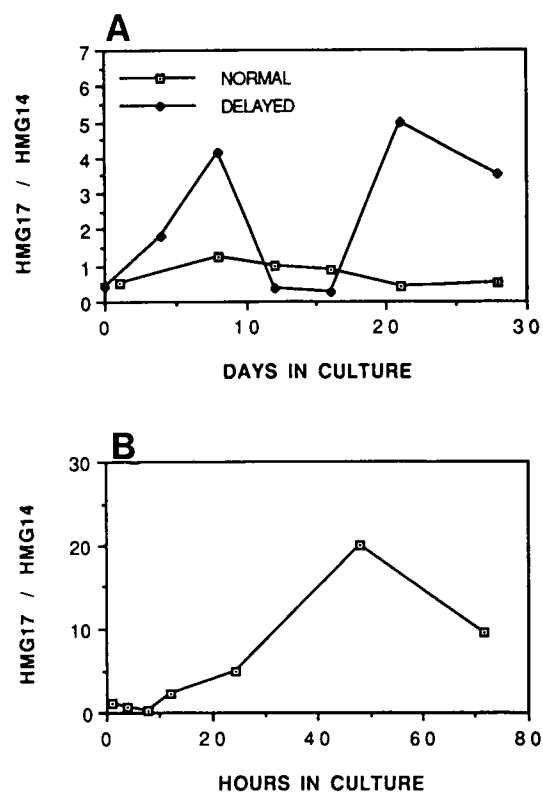 A
HMG17 / HMG14
7
6
5
4
3
2
1
0
NORMAL
DELAYED
0 10 20 30
DAYS IN CULTURE
B
HMG17 / HMG14
30
20
10
0
0 20 40 60 80
HOURS IN CULTURE